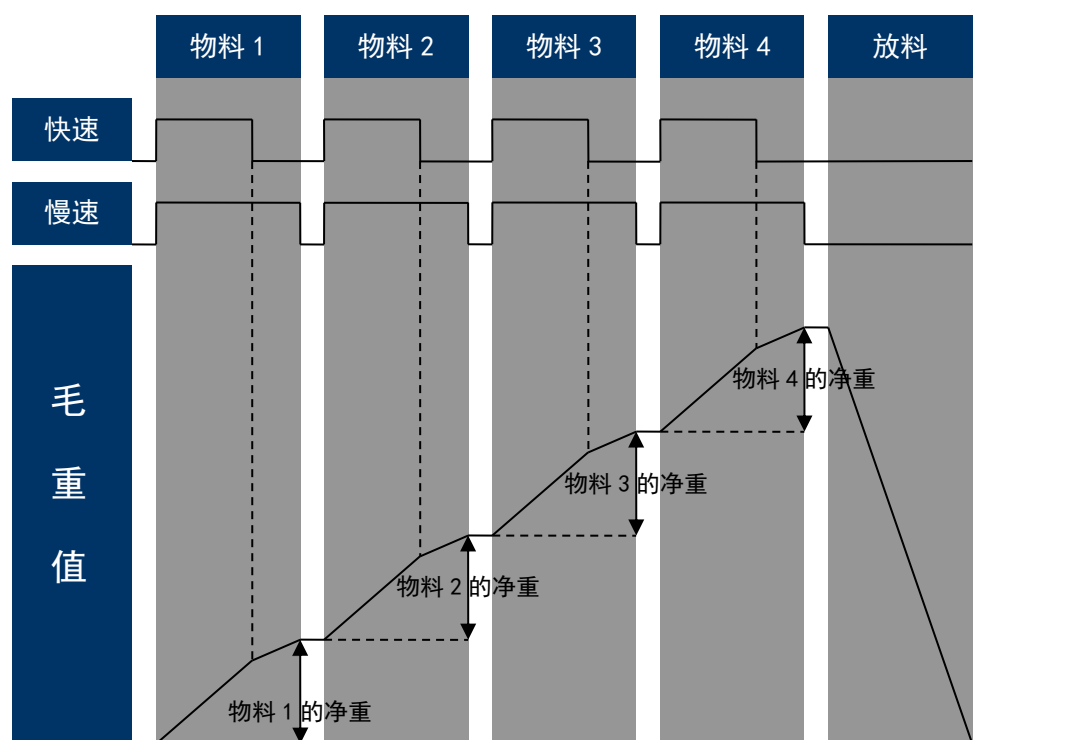 物料 1
物料 2
物料 3
物料 4
放料
快速
慢速
毛
重
值
物料 4 的净重
物料 3 的净重
物料 2 的净重
物料 1 的净重